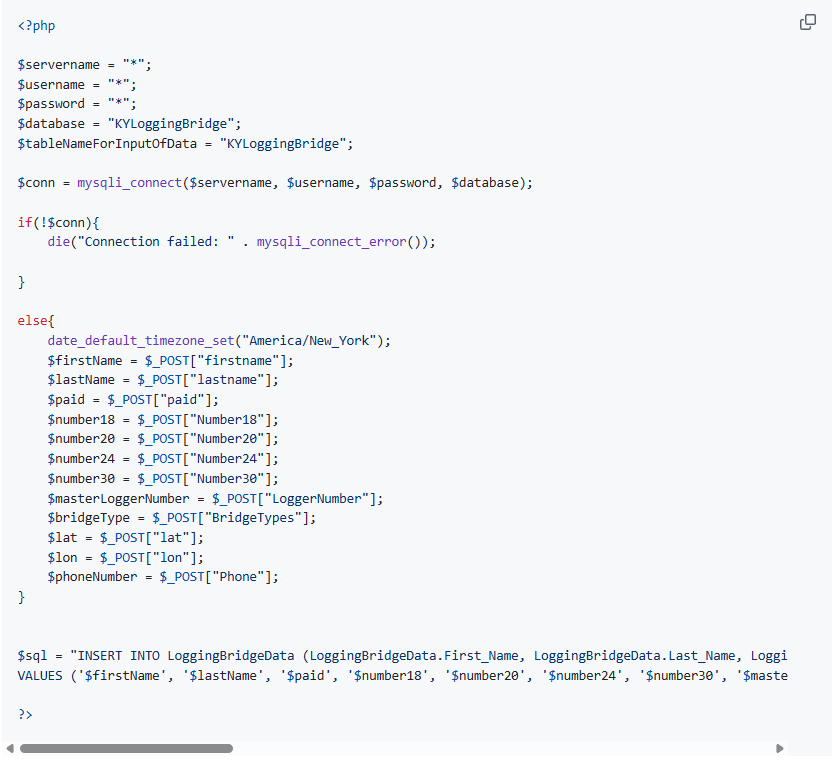 <?php
$servername = "*";
$username = "*";
$password = "*";
$database = "KYLoggingBridge";
$tableNameForInputOfData = "KYLoggingBridge";
$conn = mysqli_connect($servername, $username, $password, $database);
if(!$conn){
die("Connection failed: " . mysqli_connect_error());
}
else{
date_default_timezone_set("America/New_York");
$firstName = $_POST["firstname"];
$lastName = $_POST["lastname"];
$paid = $_POST["paid"];
$number18 = $_POST["Number18"];
$number20 = $_POST["Number20"];
$number24 = $_POST["Number24"];
$number30 = $_POST["Number30"];
$masterLoggerNumber = $_POST["LoggerNumber"];
$bridgeType = $_POST["BridgeTypes"];
$lat = $_POST["lat"];
$lon = $_POST["lon"];
$phoneNumber = $_POST["Phone"];
}
$sql = "INSERT INTO LoggingBridgeData (LoggingBridgeData.First_Name, LoggingBridgeData.Last_Name, Loggi
VALUES ('$firstName', '$lastName', '$paid', '$number18', '$number20', '$number24', '$number30', '$maste
?>